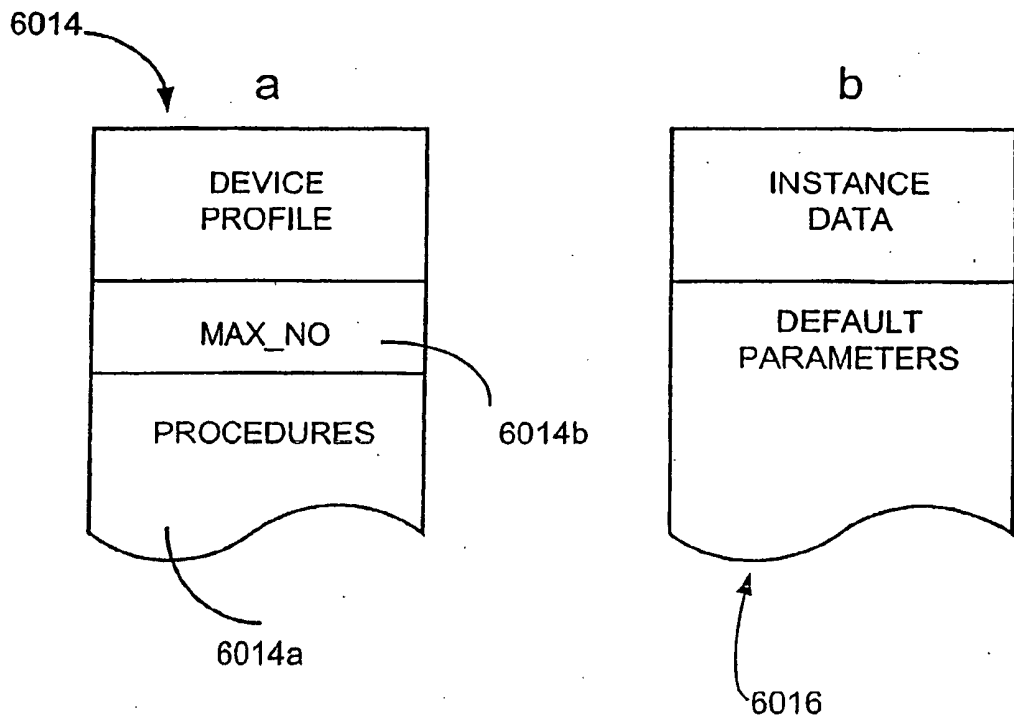 6014
a
DEVICE
PROFILE
MAX_NO
PROCEDURES
6014b
6014a
b
INSTANCE
DATA
DEFAULT
PARAMETERS
6016